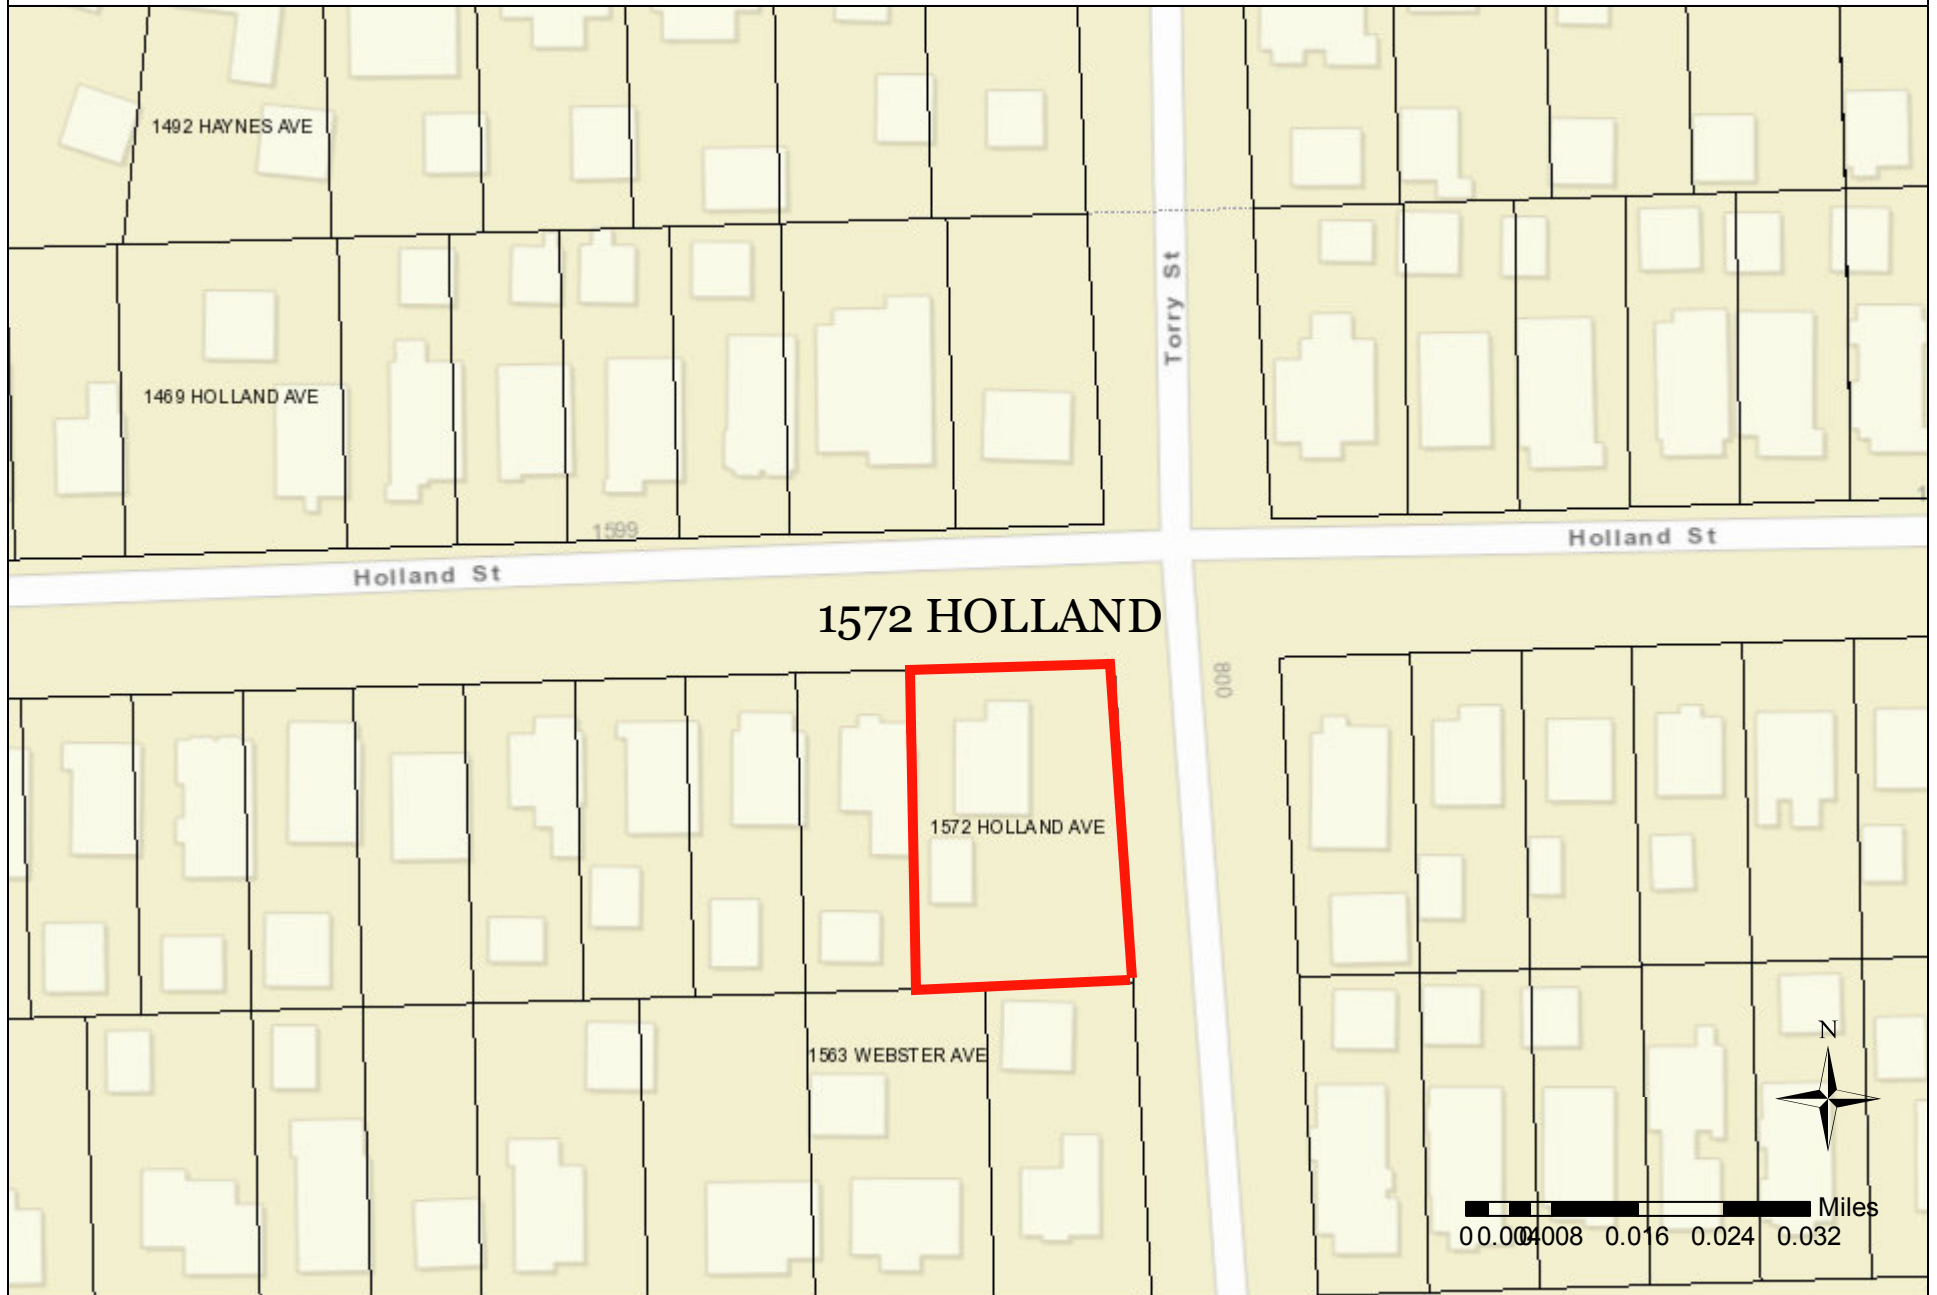 1492 HAYNES AVE
Torry St
1469 HOLLAND AVE
1599
Holland St
Holland St
1572 HOLLAND
800
1572 HOLLAND AVE
1563 WEBSTER AVE
N
Miles
0 0.004 008 0.016 0.024 0.032